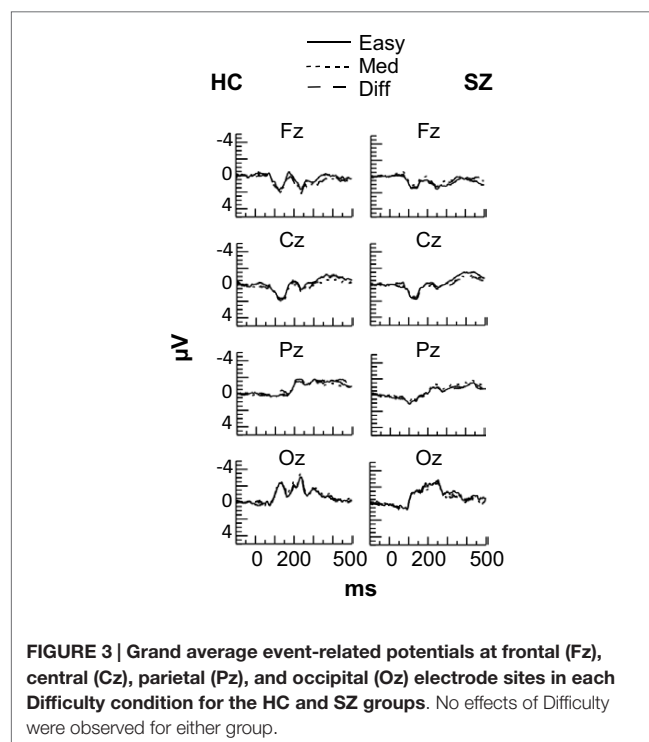 Easy
Med
Diff
HC
SZ
Fz
Fz
-4
0
4
Cz
Cz
-4
0
4
µV
Pz
Pz
-4
0
4
Oz
Oz
-4
0
4
0 200 500
0 200 500
ms
FIGURE 3 | Grand average event-related potentials at frontal (Fz),
central (Cz), parietal (Pz), and occipital (Oz) electrode sites in each
Difficulty condition for the HC and SZ groups. No effects of Difficulty
were observed for either group.